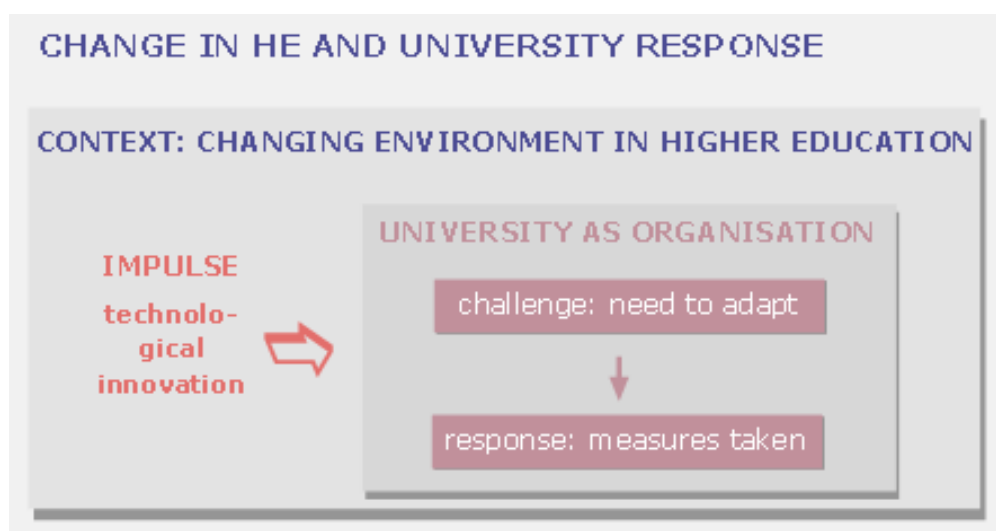 CHANGE IN HE AND UNIVERSITY RESPONSE
CONTEXT: CHANGING ENVIRONMENT IN HIGHER EDUCATION
IMPULSE
technolo-
gical
innovation
UNIVERSITY AS ORGANISATION
challenge: need to adapt
response: measures taken